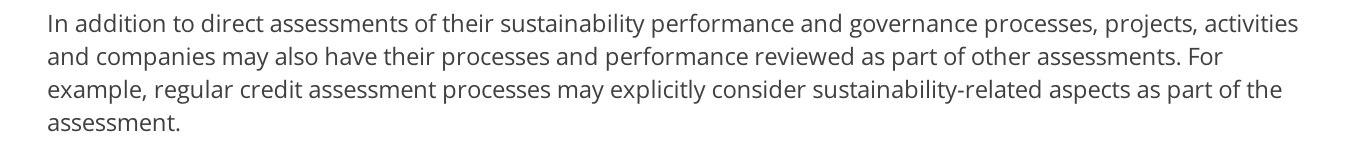 In addition to direct assessments of their sustainability performance and governance processes, projects, activities
and companies may also have their processes and performance reviewed as part of other assessments. For
example, regular credit assessment processes may explicitly consider sustainability-related aspects as part of the
assessment.